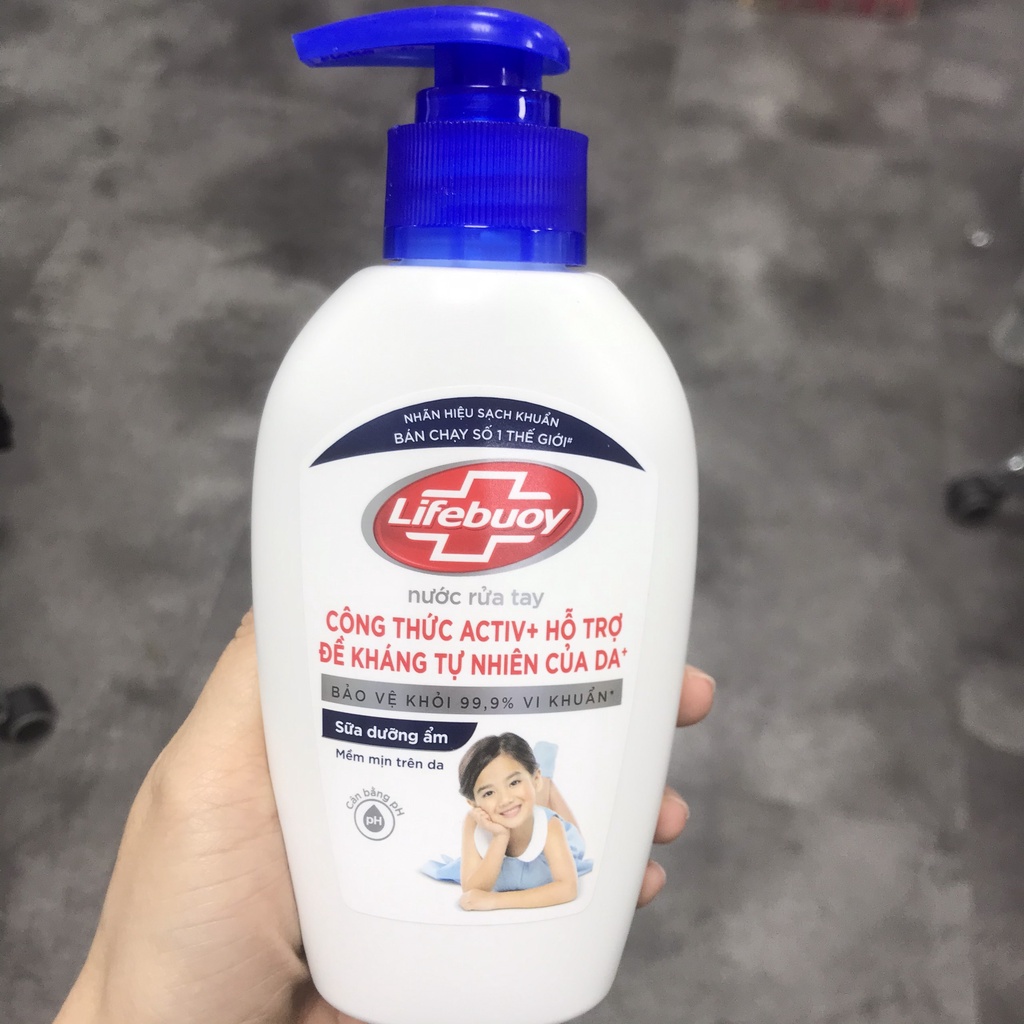 NHÃN HIỆU SẠCH KHUẨN
BÁN CHẠY SỐ 1 THẾ GIỚI#
Lifebuoy
nước rửa tay
CÔNG THỨC ACTIV+ HỖ TRỢ
ĐỀ KHÁNG TỰ NHIÊN CỦA DA+
BẢO VỆ KHỎI 99,9% VI KHUẨN*
Sữa dưỡng ẩm
Mềm mịn trên da
Cân bằng pH
pH